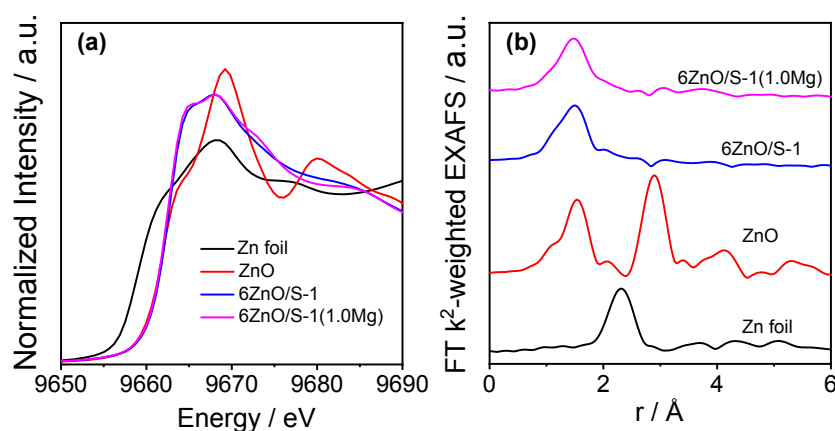 (a)
Normalized Intensity / a.u.
Zn foil
ZnO
6ZnO/S-1
6ZnO/S-1(1.0Mg)
9650 9660 9670 9680 9690
Energy / eV
(b)
FT k²-weighted EXAFS / a.u.
6ZnO/S-1(1.0Mg)
6ZnO/S-1
ZnO
Zn foil
0 2 4 6
r / Å